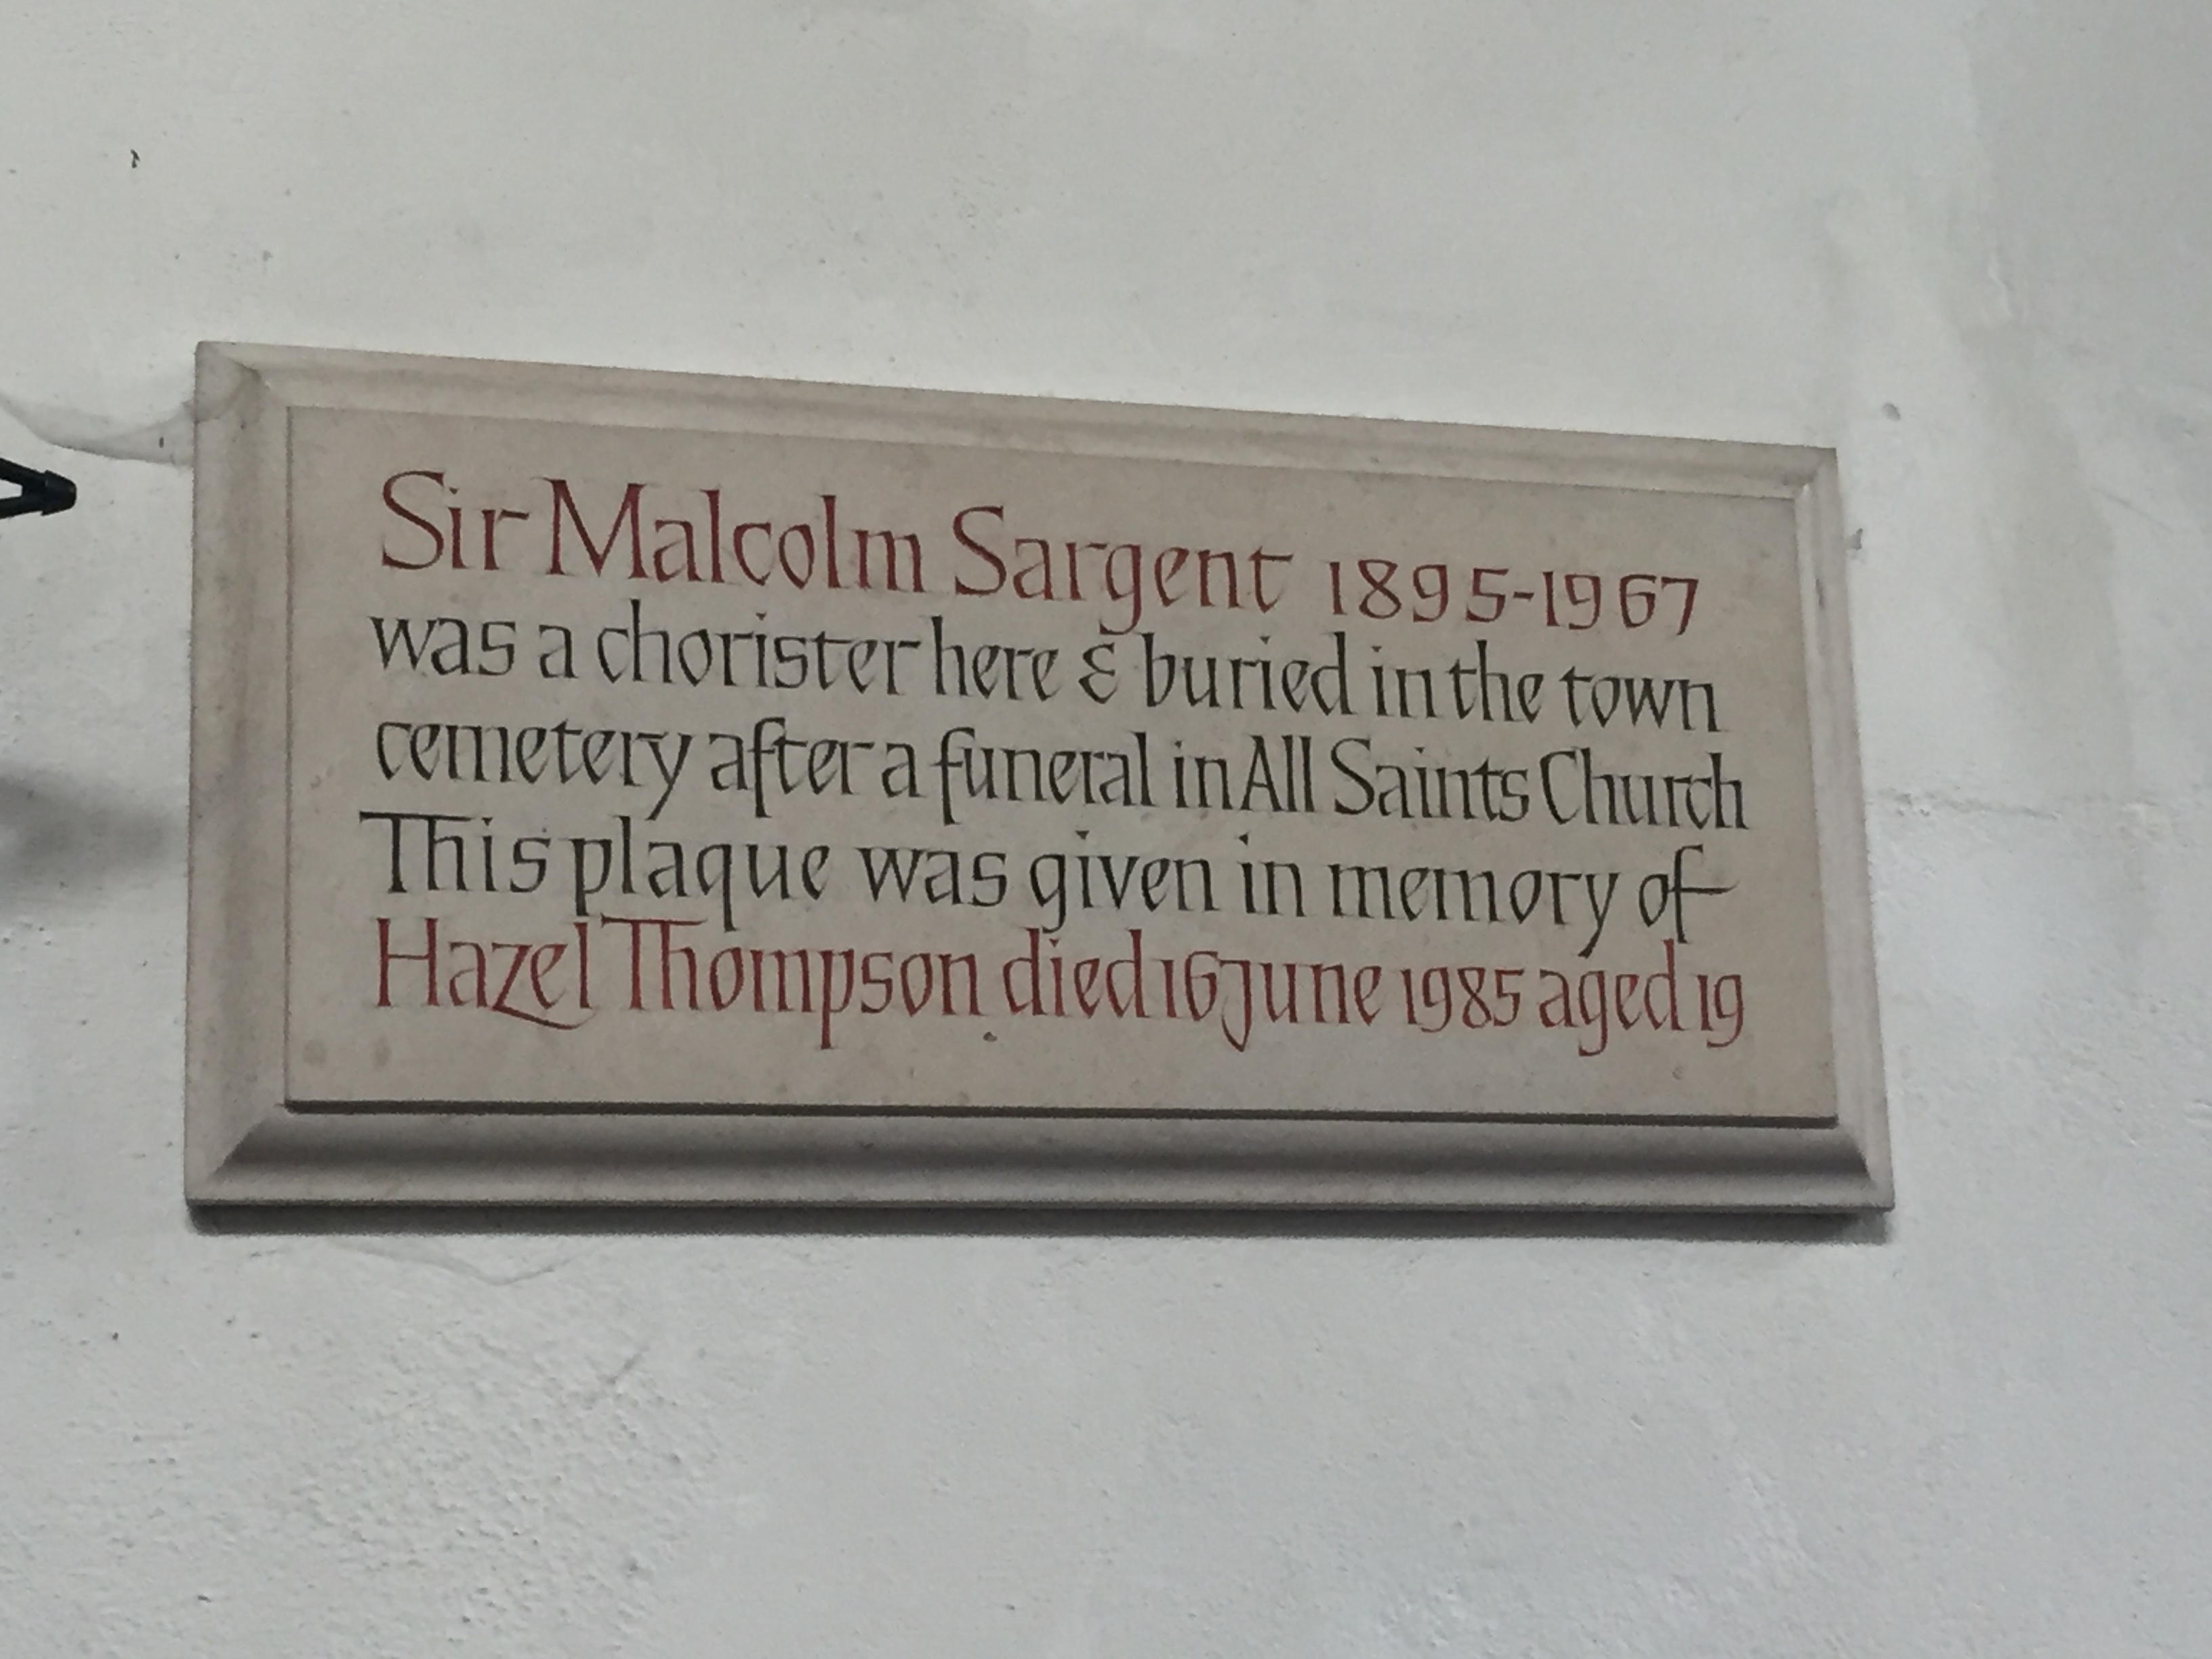 Sir Malcolm Sargent 1895-1967
was a chorister here & buried in the town
cemetery after a funeral in All Saints Church
This plaque was given in memory of
Hazel Thompson died 16 June 1985 aged 19